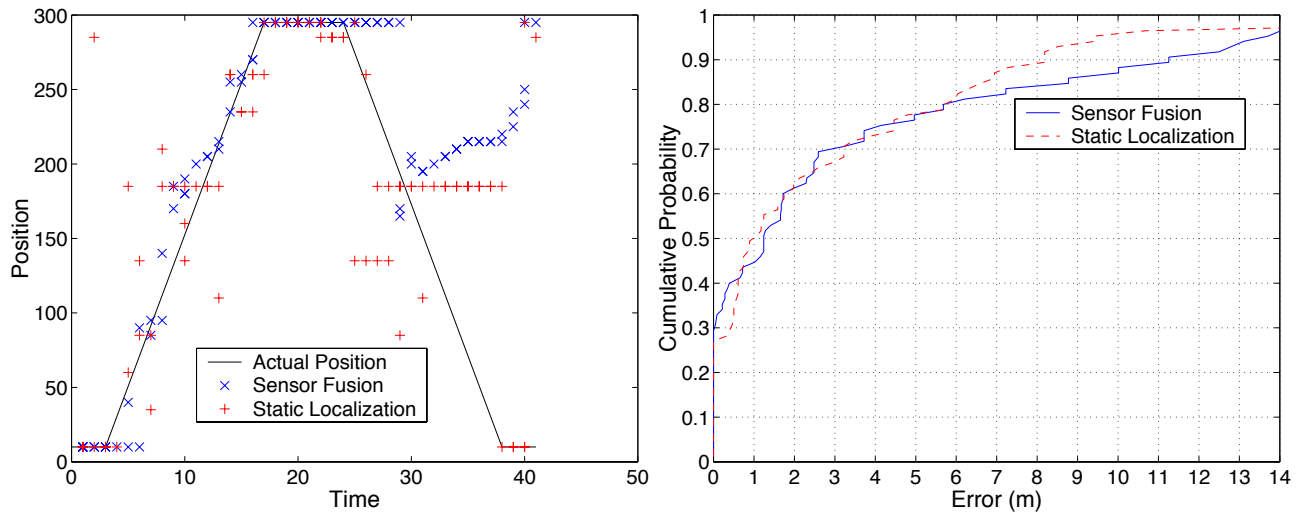 300
250
200
150
100
50
0
Position
0 10 20 30 40 50
Time
Actual Position
Sensor Fusion
Static Localization
1
0.9
0.8
0.7
0.6
0.5
0.4
0.3
0.2
0.1
0
Cumulative Probability
0 1 2 3 4 5 6 7 8 9 10 11 12 13 14
Error (m)
Sensor Fusion
Static Localization